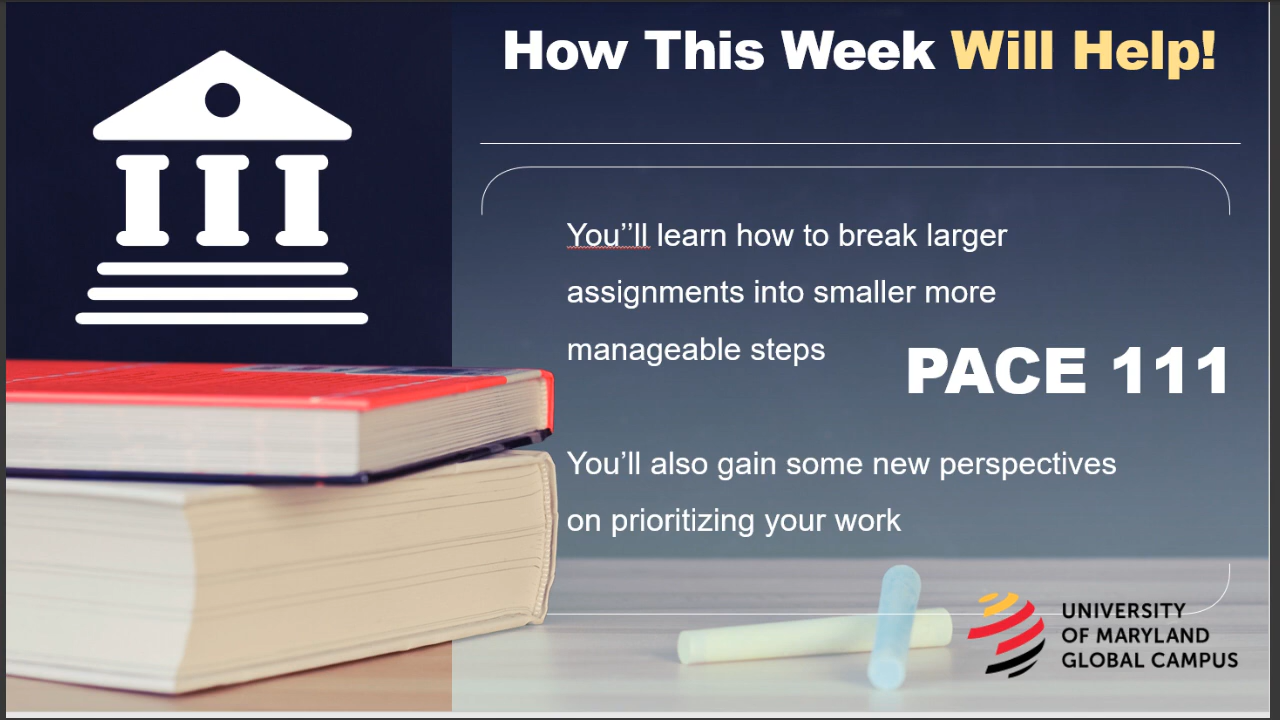 How This Week Will Help!
You’’ll learn how to break larger
assignments into smaller more
manageable steps
PACE 111
You’ll also gain some new perspectives
on prioritizing your work
UNIVERSITY
OF MARYLAND
GLOBAL CAMPUS